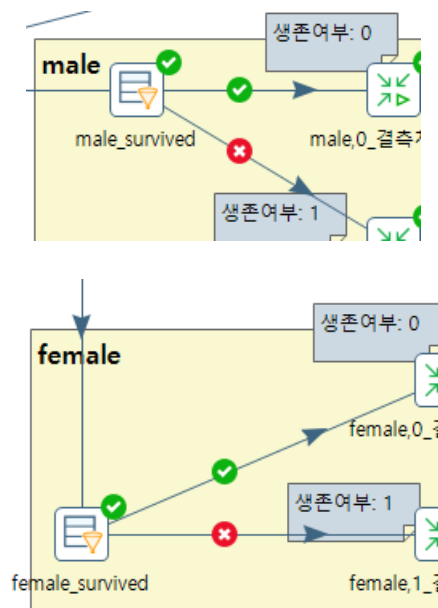 생존여부: 0
male
male_survived
male,0_결측
생존여부: 1
생존여부: 0
female
female,0_
생존여부: 1
female_survived
female,1_